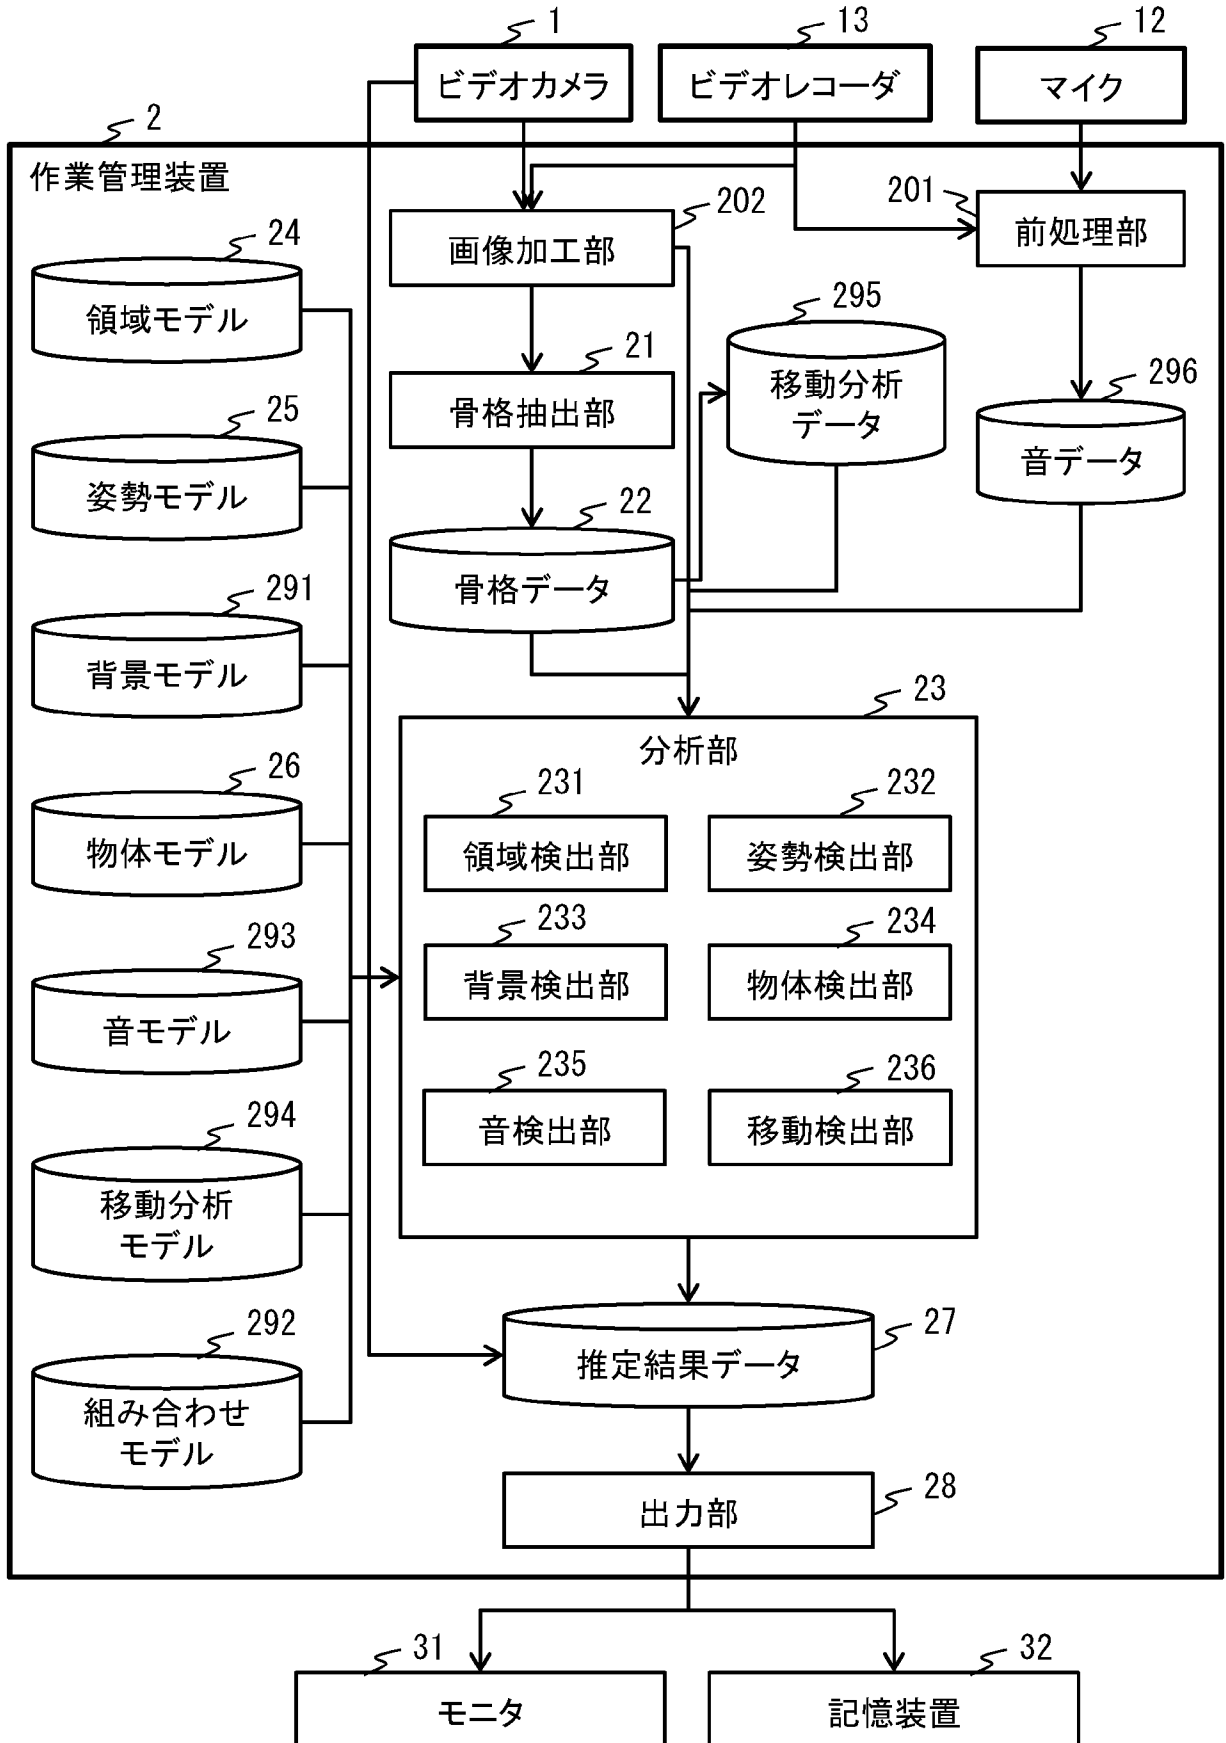 1
13
12
ビデオカメラ
ビデオレコーダ
マイク
2
作業管理装置
202
201
画像加工部
前処理部
24
領域モデル
295
移動分析
データ
21
骨格抽出部
296
音データ
25
姿勢モデル
22
骨格データ
291
背景モデル
23
分析部
26
物体モデル
231
領域検出部
232
姿勢検出部
233
背景検出部
234
物体検出部
293
音モデル
235
音検出部
236
移動検出部
294
移動分析
モデル
27
推定結果データ
292
組み合わせ
モデル
28
出力部
31
モニタ
32
記憶装置